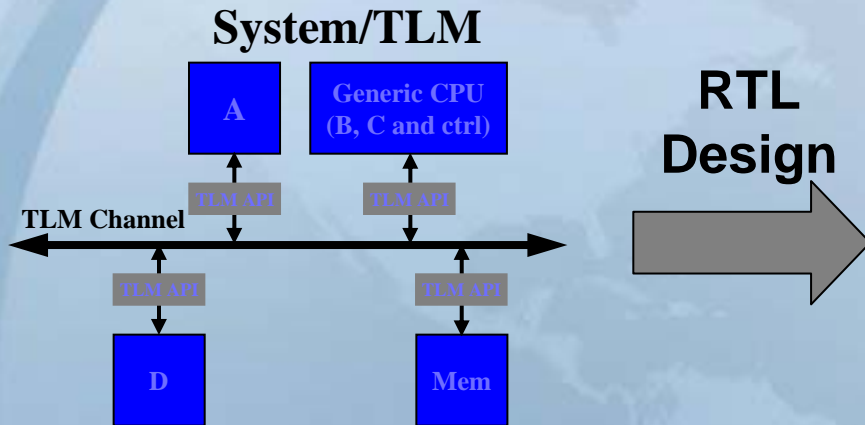 System/TLM
A
Generic CPU
(B, C and ctrl)
RTL
Design
TLM API
TLM API
TLM Channel
TLM API
TLM API
D
Mem